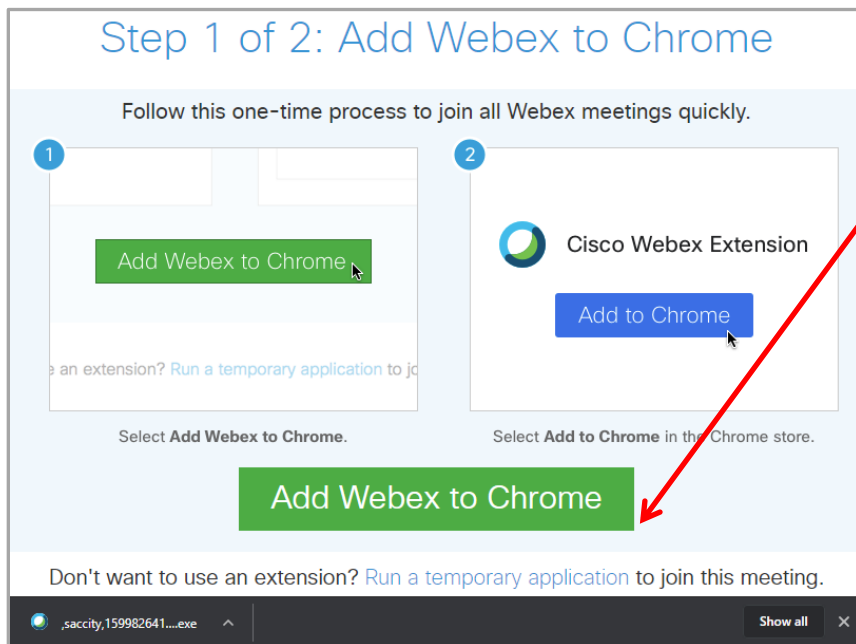 Step 1 of 2: Add Webex to Chrome
Follow this one-time process to join all Webex meetings quickly.
1
Add Webex to Chrome
e an extension? Run a temporary application to jo
Select Add Webex to Chrome.
2
Cisco Webex Extension
Add to Chrome
Select Add to Chrome in the Chrome store.
Add Webex to Chrome
Don't want to use an extension? Run a temporary application to join this meeting.
,saccity,159982641....exe
Show all